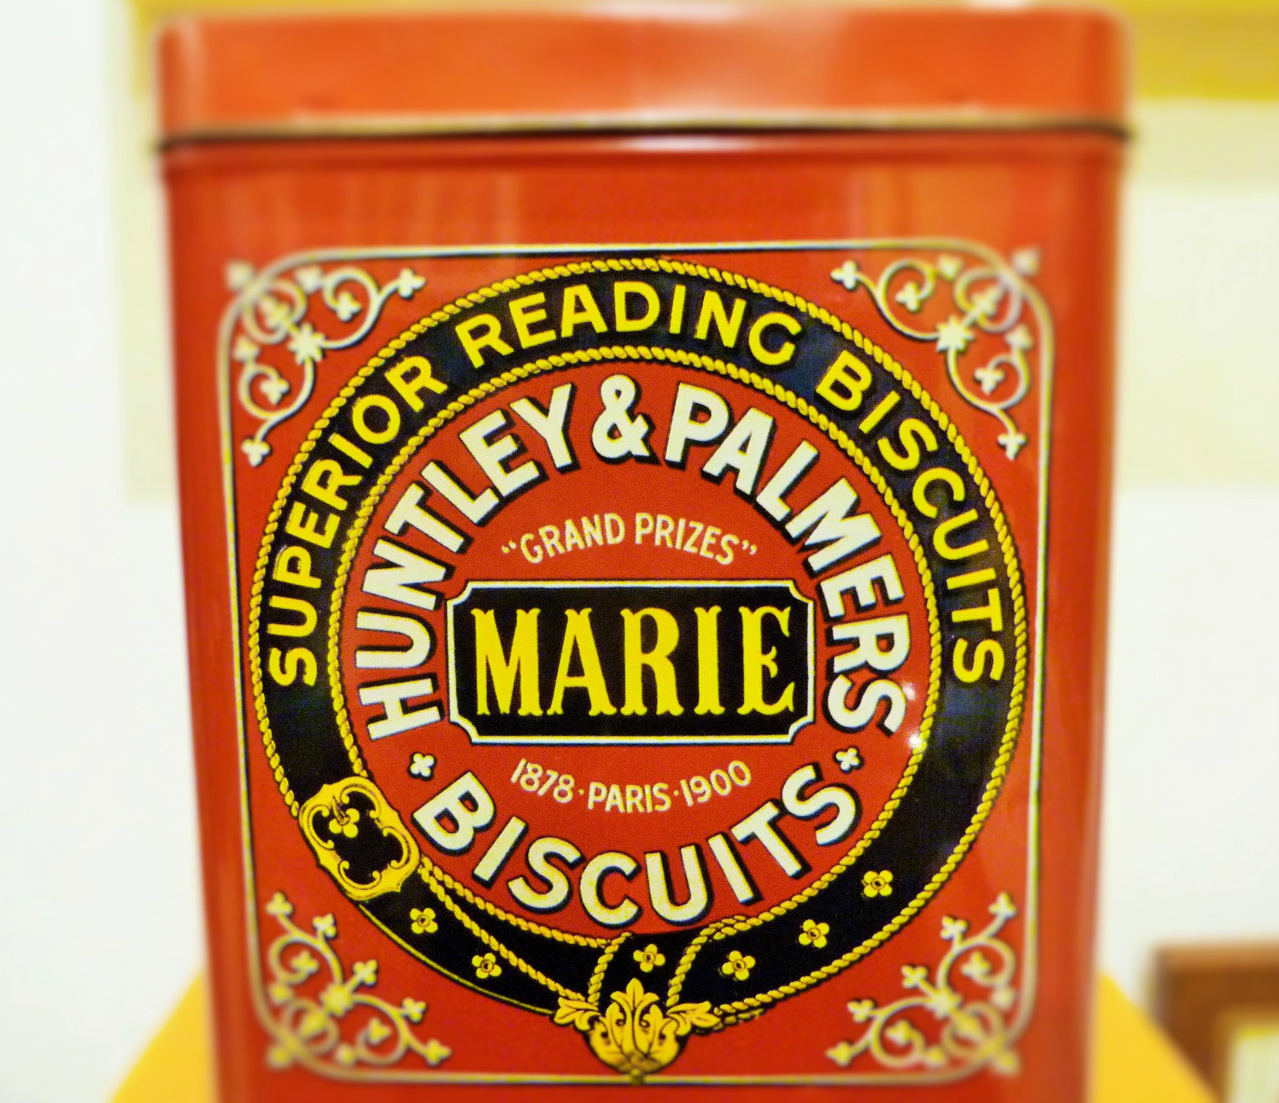 SUPERIOR READING BISCUITS
HUNTLEY & PALMERS
“GRAND PRIZES”
MARIE
1878·PARIS·1900
· BISCUITS ·